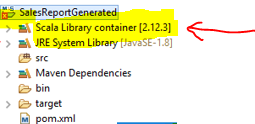 SalesReportGenerated
Scala Library container [2.12.3]
JRE System Library [JavaSE-1.8]
src
Maven Dependencies
bin
target
pom.xml